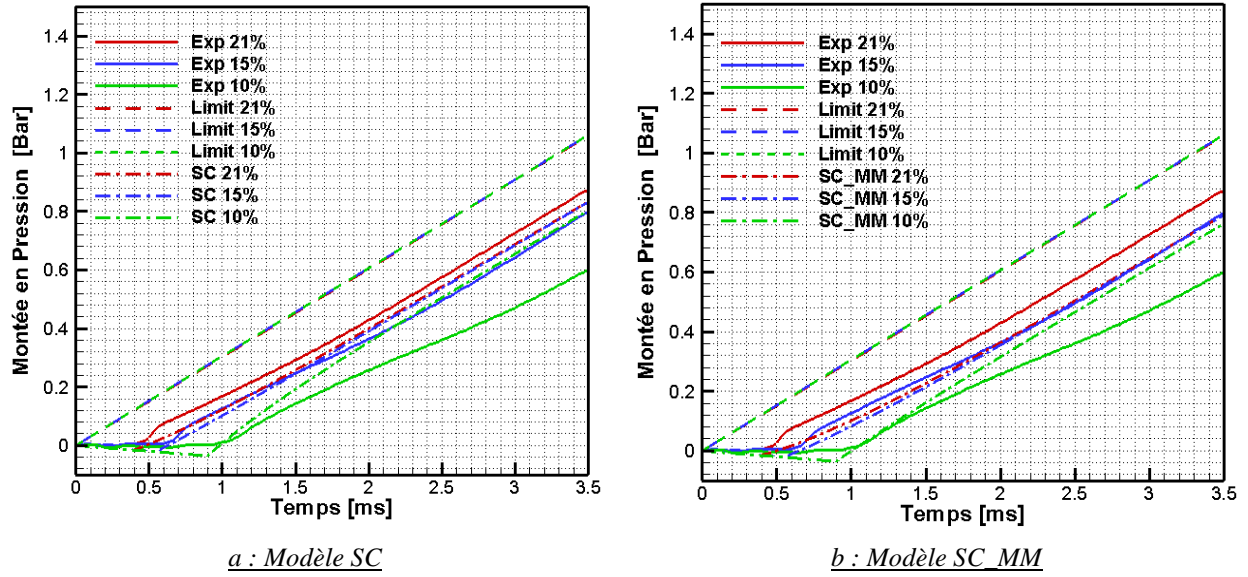 Montée en Pression [Bar]
1.4
1.2
1
0.8
0.6
0.4
0.2
0
Exp 21%
Exp 15%
Exp 10%
Limit 21%
Limit 15%
Limit 10%
SC 21%
SC 15%
SC 10%
0 0.5 1 1.5 2 2.5 3 3.5
Temps [ms]
a : Modèle SC
Montée en Pression [Bar]
1.4
1.2
1
0.8
0.6
0.4
0.2
0
Exp 21%
Exp 15%
Exp 10%
Limit 21%
Limit 15%
Limit 10%
SC_MM 21%
SC_MM 15%
SC_MM 10%
0 0.5 1 1.5 2 2.5 3 3.5
Temps [ms]
b : Modèle SC_MM